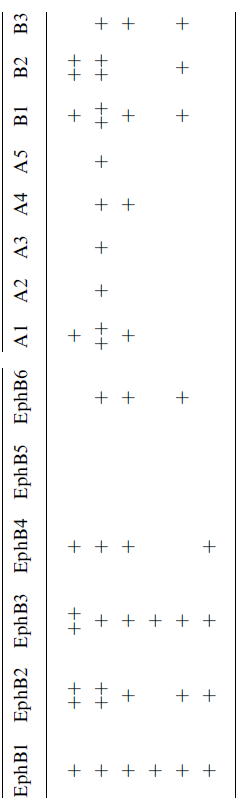 EphB1 EphB2 EphB3 EphB4 EphB5 EphB6 A1 A2 A3 A4 A5 B1 B2 B3
+ ++ ++ + + + ++
+ ++ + + + ++ + + + + ++ ++ +
+ + + + + + + + +
+ +
+ + + + + + +
+ + + +